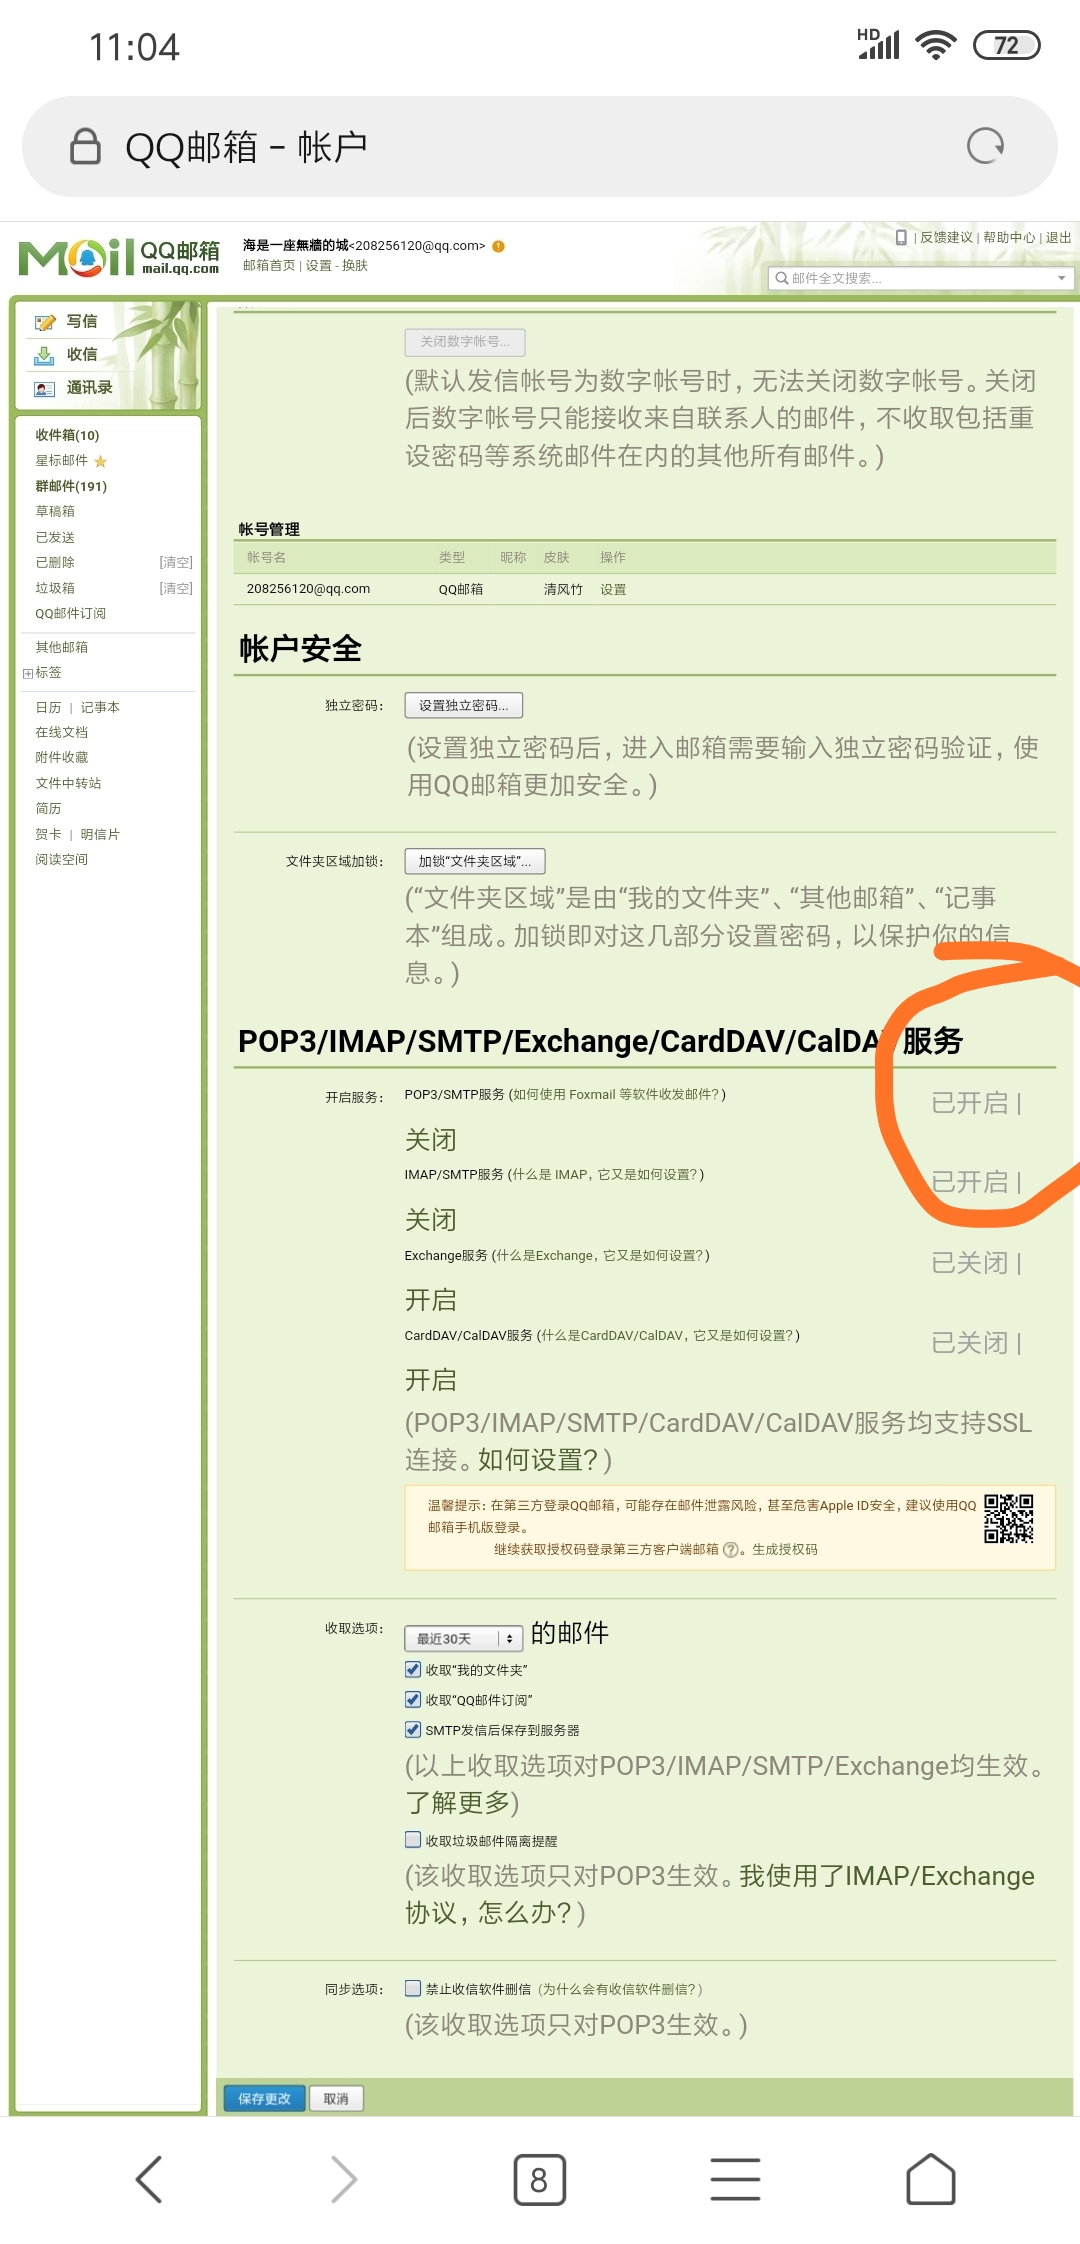 11:04
HD
72
QQ邮箱 - 帐户
Mail QQ邮箱
mail.qq.com
海是一座無牆的城<208256120@qq.com>
邮箱首页 | 设置 - 换肤
| 反馈建议 | 帮助中心 | 退出
邮件全文搜索...
写信
收信
通讯录
收件箱(10)
星标邮件
群邮件(191)
草稿箱
已发送
已删除 [清空]
垃圾箱 [清空]
QQ邮件订阅
其他邮箱
标签
日历 | 记事本
在线文档
附件收藏
文件中转站
简历
贺卡 | 明信片
阅读空间
关闭数字帐号...
(默认发信帐号为数字帐号时，无法关闭数字帐号。关闭
后数字帐号只能接收来自联系人的邮件，不收取包括重
设密码等系统邮件在内的其他所有邮件。)
帐号管理
帐号名 类型 昵称 皮肤 操作
208256120@qq.com QQ邮箱 清风竹 设置
帐户安全
独立密码： 设置独立密码...
(设置独立密码后，进入邮箱需要输入独立密码验证，使
用QQ邮箱更加安全。)
文件夹区域加锁： 加锁“文件夹区域”...
(“文件夹区域”是由“我的文件夹”、“其他邮箱”、“记事
本”组成。加锁即对这几部分设置密码，以保护你的信
息。)
POP3/IMAP/SMTP/Exchange/CardDAV/CalDAV服务
开启服务： POP3/SMTP服务 (如何使用 Foxmail 等软件收发邮件？) 已开启 |
关闭
IMAP/SMTP服务 (什么是 IMAP，它又是如何设置？) 已开启 |
关闭
Exchange服务 (什么是Exchange，它又是如何设置？) 已关闭 |
开启
CardDAV/CalDAV服务 (什么是CardDAV/CalDAV，它又是如何设置？) 已关闭 |
开启
(POP3/IMAP/SMTP/CardDAV/CalDAV服务均支持SSL
连接。如何设置？)
温馨提示：在第三方登录QQ邮箱，可能存在邮件泄露风险，甚至危害Apple ID安全，建议使用QQ
邮箱手机版登录。
继续获取授权码登录第三方客户端邮箱 ? 。生成授权码
收取选项： 最近30天 的邮件
收取“我的文件夹”
收取“QQ邮件订阅”
SMTP发信后保存到服务器
(以上收取选项对POP3/IMAP/SMTP/Exchange均生效。
了解更多)
收取垃圾邮件隔离提醒
(该收取选项只对POP3生效。我使用了IMAP/Exchange
协议，怎么办？)
同步选项： 禁止收信软件删信 (为什么会有收信软件删信？)
(该收取选项只对POP3生效。)
保存更改 取消
8